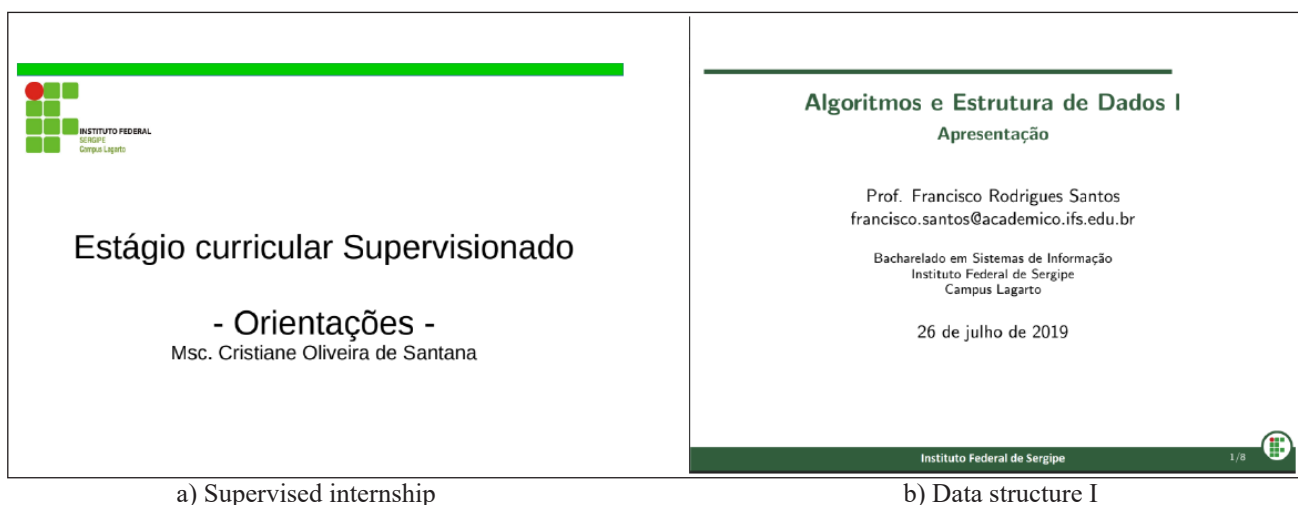 INSTITUTO FEDERAL
SERGIPE
Campus Lagarto
Estágio curricular Supervisionado
- Orientações -
Msc. Cristiane Oliveira de Santana
Algoritmos e Estrutura de Dados I
Apresentação
Prof. Francisco Rodrigues Santos
francisco.santos@academico.ifs.edu.br
Bacharelado em Sistemas de Informação
Instituto Federal de Sergipe
Campus Lagarto
26 de julho de 2019
Instituto Federal de Sergipe
1/8
a) Supervised internship
b) Data structure I